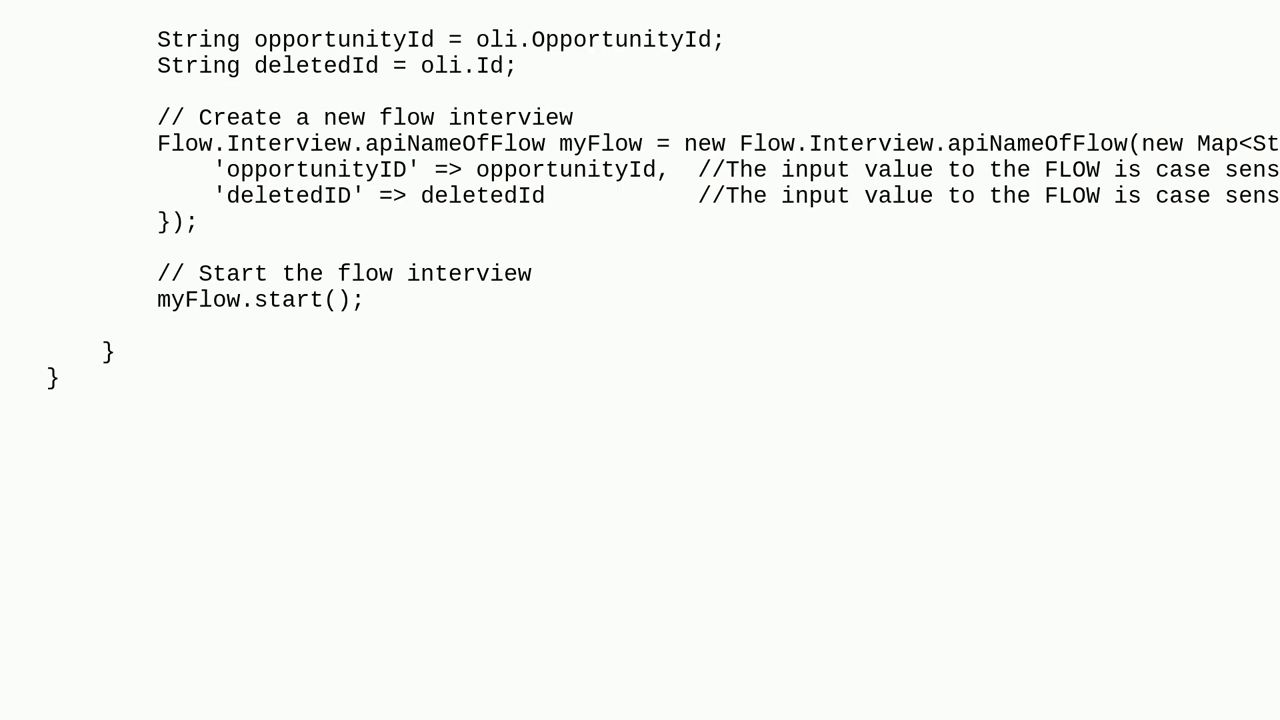 String opportunityId = oli.OpportunityId;
String deletedId = oli.Id;
// Create a new flow interview
Flow.Interview.apiNameOfFlow myFlow = new Flow.Interview.apiNameOfFlow(new Map<St
'opportunityID' => opportunityId,  //The input value to the FLOW is case sens
'deletedID' => deletedId           //The input value to the FLOW is case sens
});
// Start the flow interview
myFlow.start();
}
}